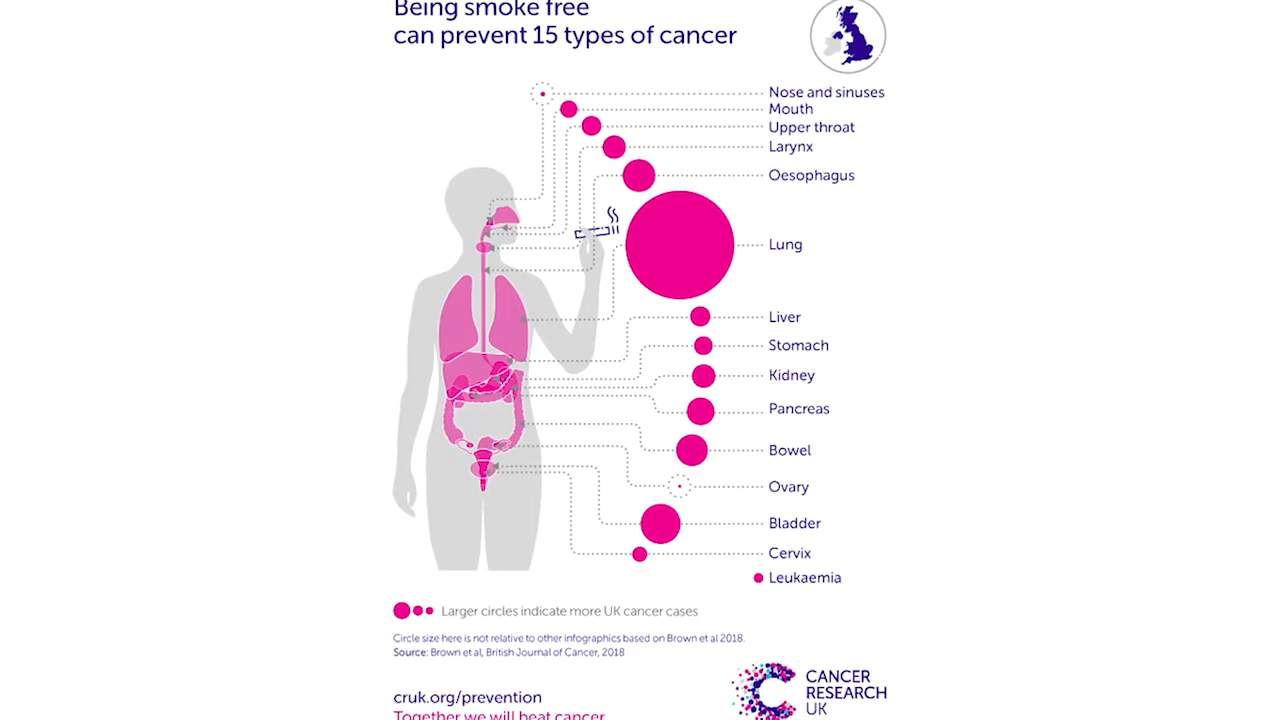 Being smoke free
can prevent 15 types of cancer
Nose and sinuses
Mouth
Upper throat
Larynx
Oesophagus
Lung
Liver
Stomach
Kidney
Pancreas
Bowel
Ovary
Bladder
Cervix
Leukaemia
Larger circles indicate more UK cancer cases
Circle size here is not relative to other infographics based on Brown et al 2018.
Source: Brown et al, British Journal of Cancer, 2018
cruk.org/prevention
Together we will beat cancer
CANCER
RESEARCH
UK